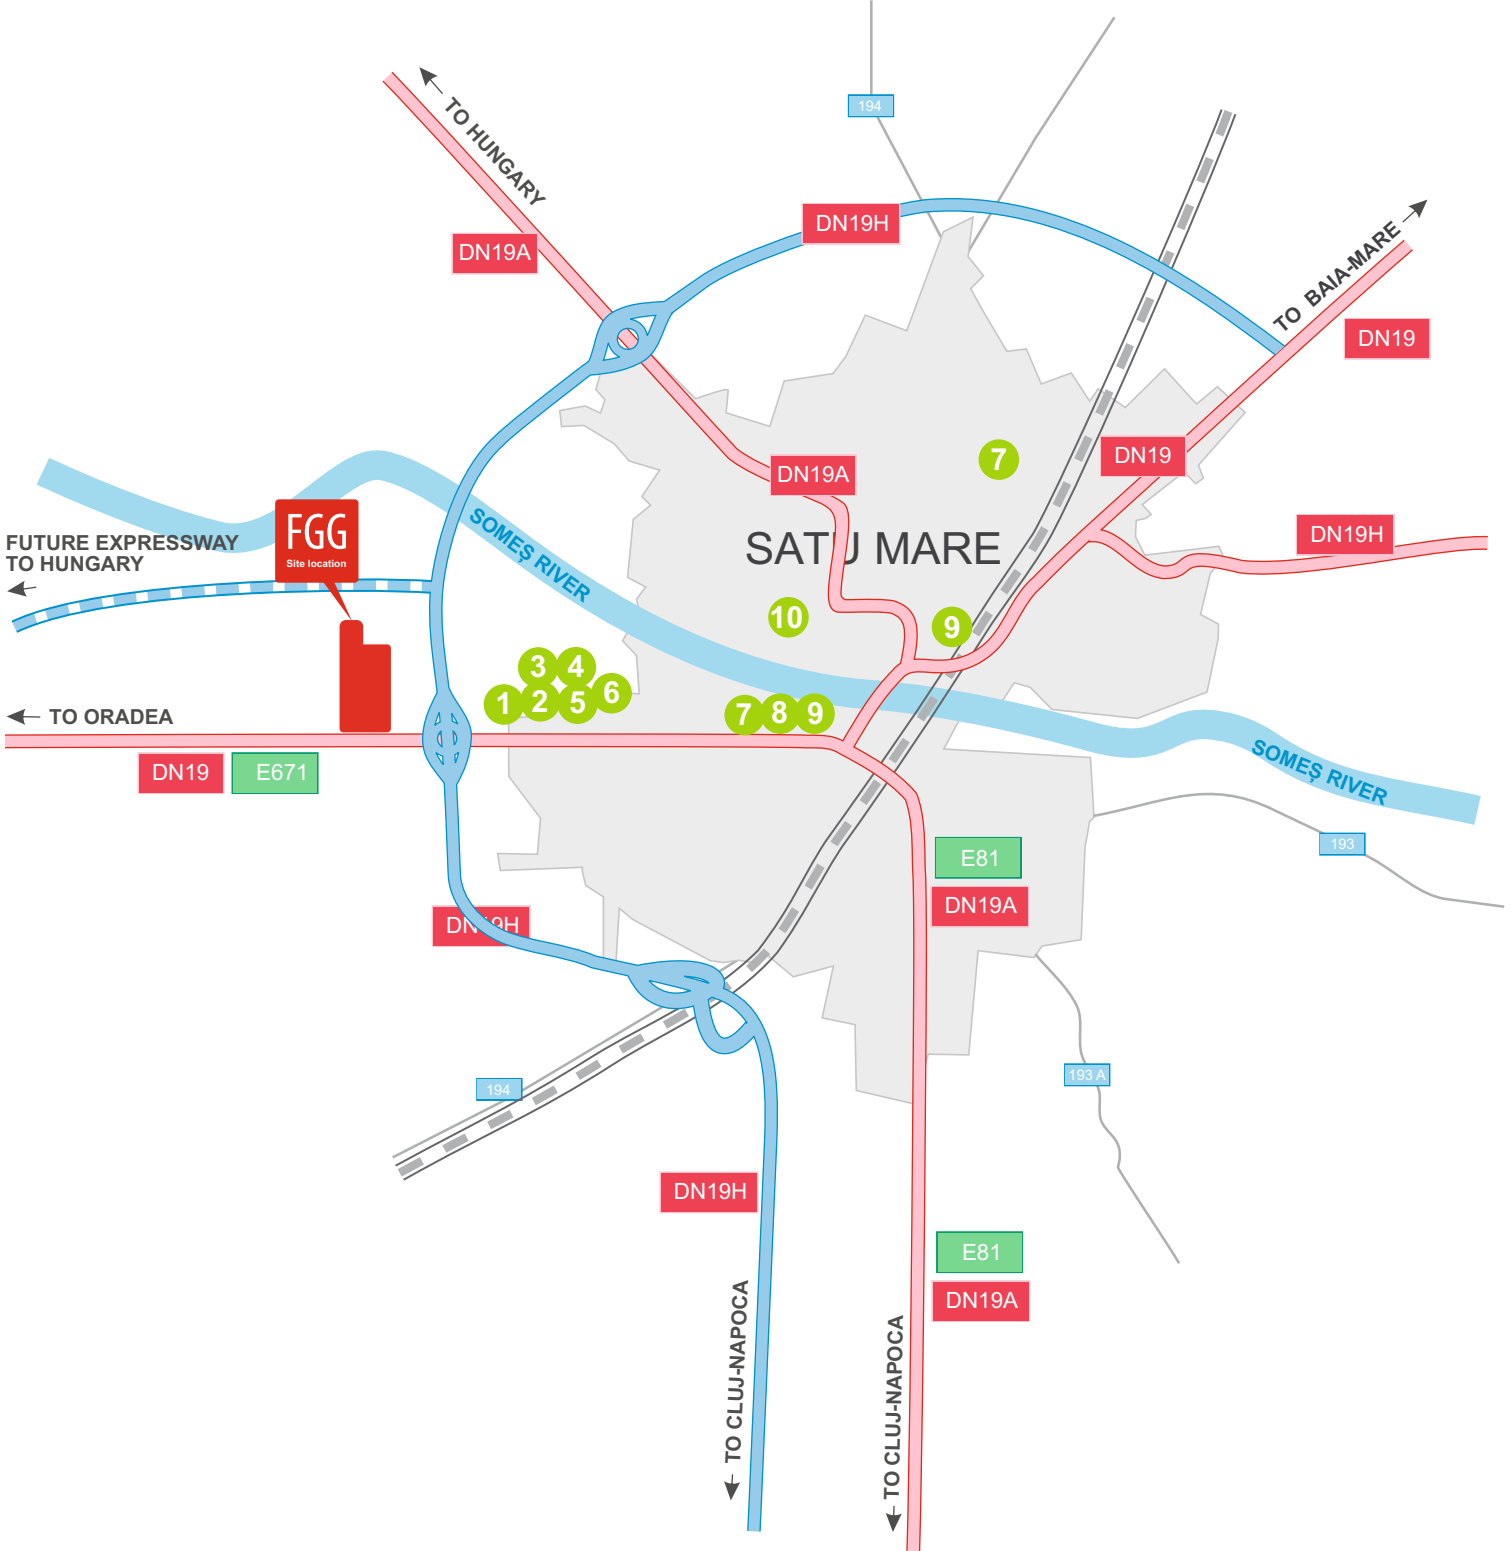 194
TO HUNGARY
DN19H
DN19A
TO BAIA-MARE
DN19
DN19
7
DN19A
FGG
Site location
SOMEŞ RIVER
FUTURE EXPRESSWAY
TO HUNGARY
SATU MARE
DN19H
10
9
3
4
1
2
5
6
7
8
9
TO ORADEA
DN19
E671
SOMEŞ RIVER
193
E81
DN19A
DN19H
193 A
194
DN19H
E81
DN19A
TO CLUJ-NAPOCA
TO CLUJ-NAPOCA